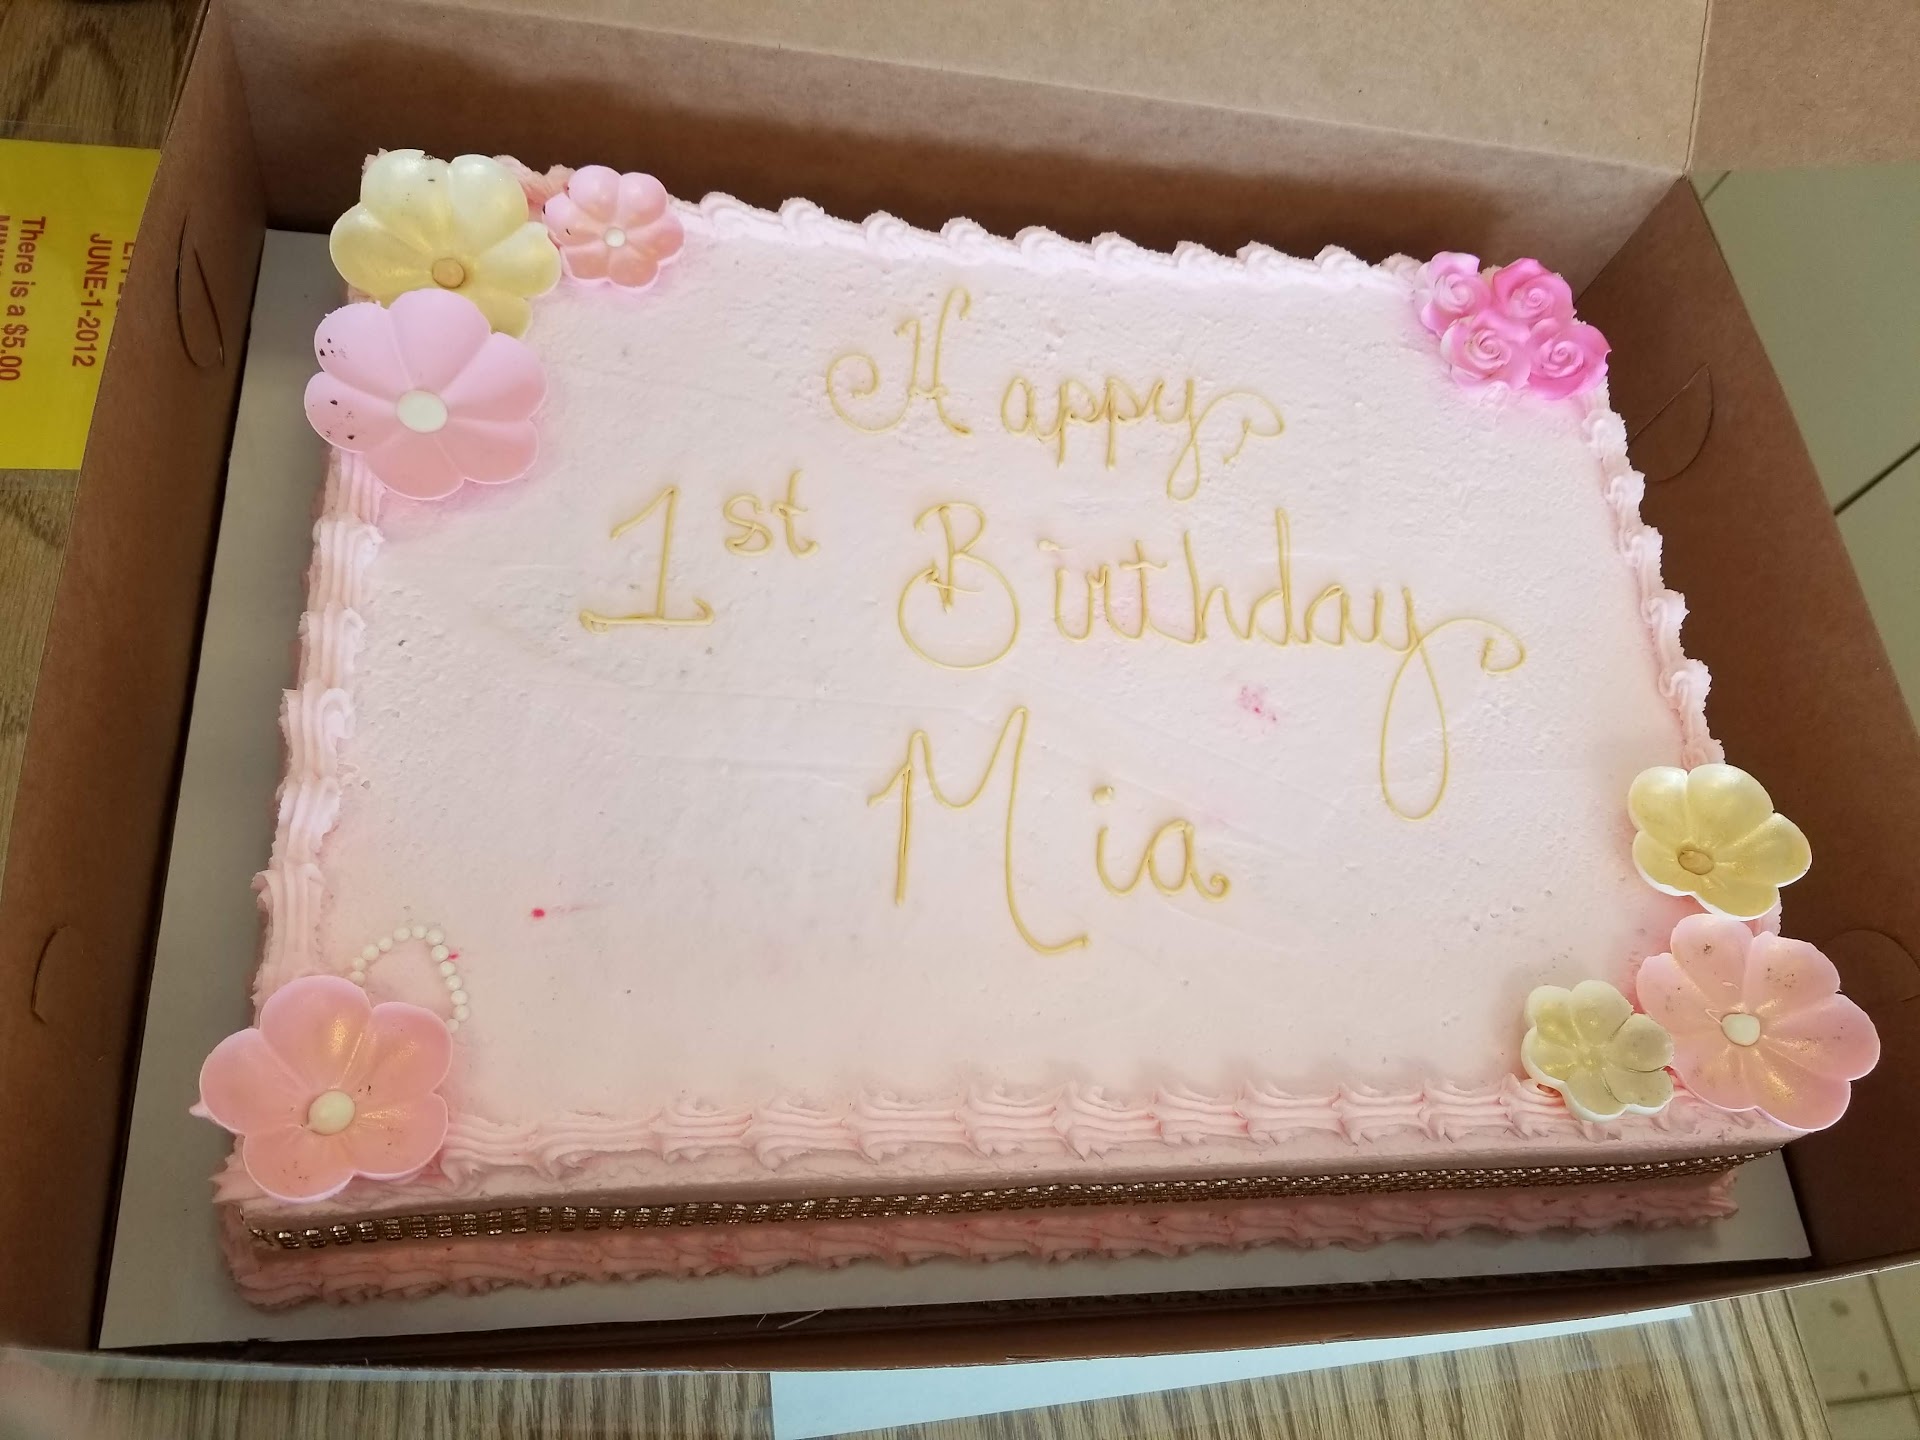 Happy
1st Birthday
Mia
JUNE-1-2012
There is a $5.00